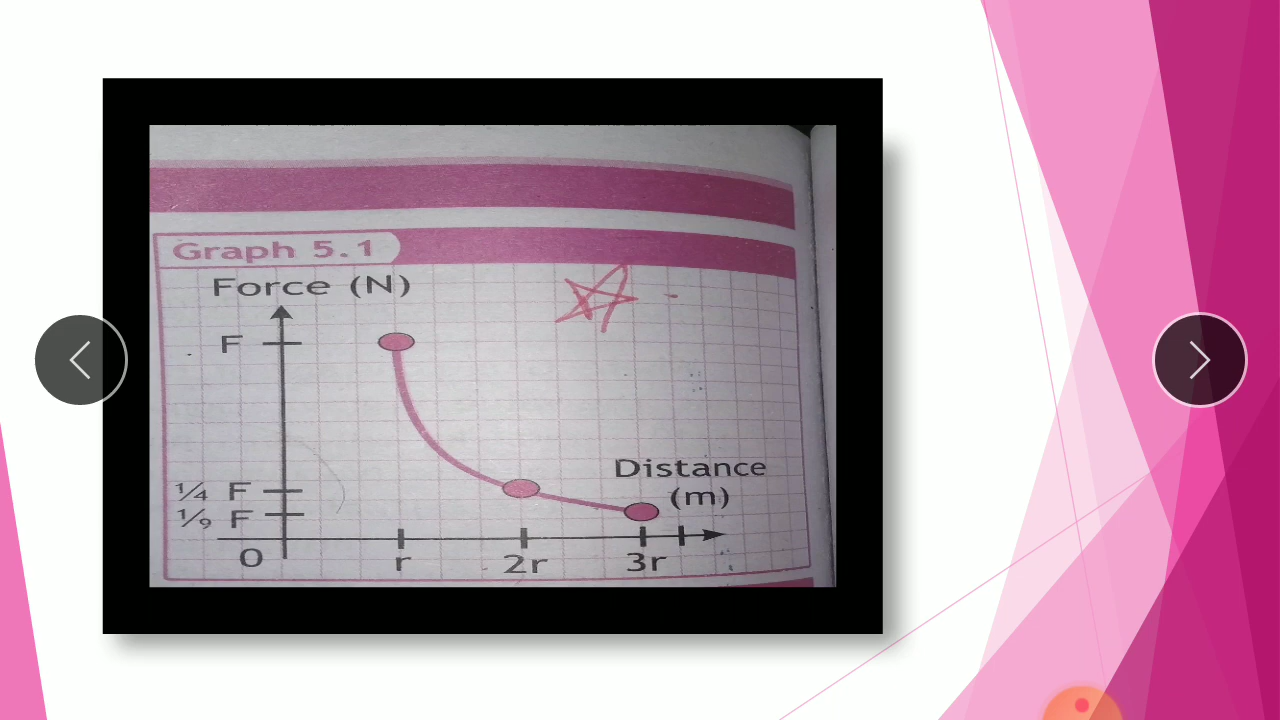 Graph 5.1
Force (N)
F
¼ F
⅑ F
Distance
(m)
0 r 2r 3r